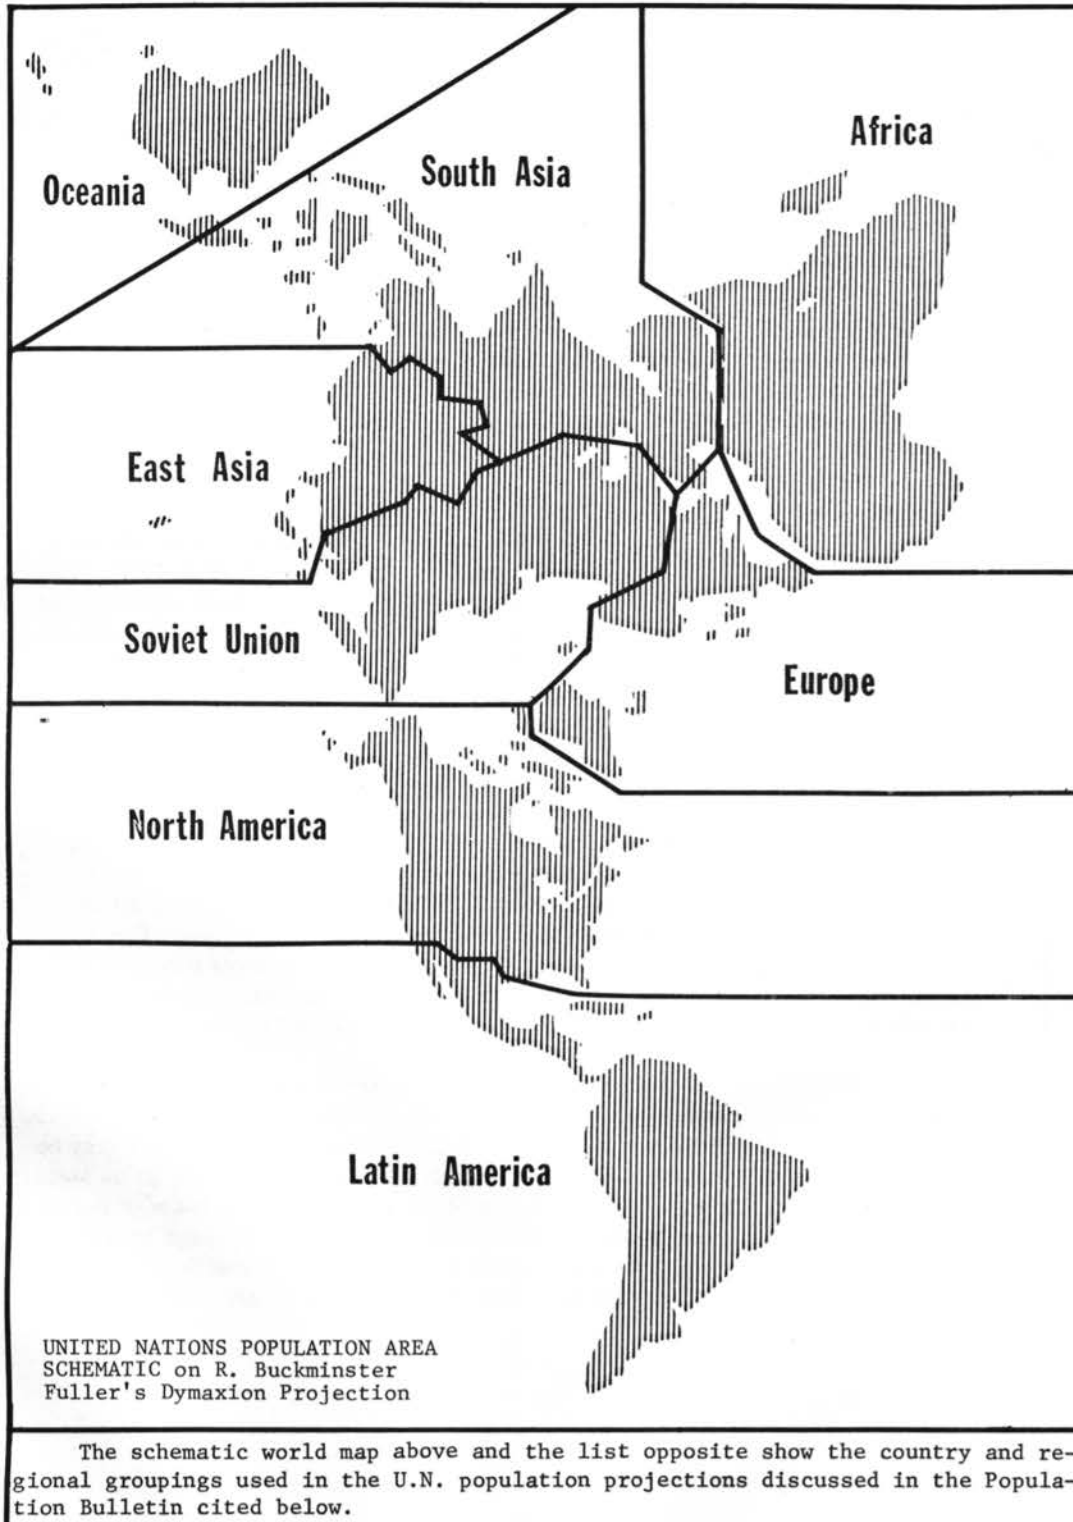 Africa
South Asia
Oceania
East Asia
Soviet Union
Europe
North America
Latin America
UNITED NATIONS POPULATION AREA
SCHEMATIC on R. Buckminster
Fuller's Dymaxion Projection
The schematic world map above and the list opposite show the country and re-
gional groupings used in the U.N. population projections discussed in the Popula-
tion Bulletin cited below.